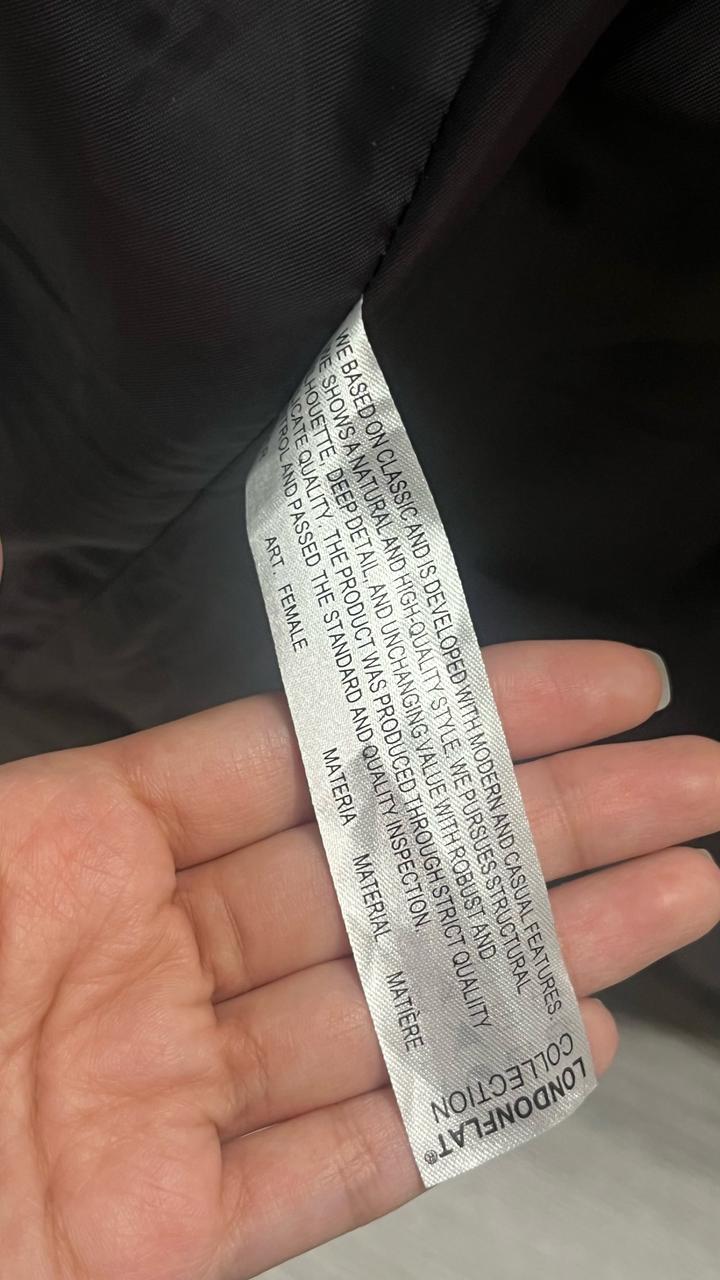 LONDONFLAT®
COLLECTION
WE BASED ON CLASSIC AND IS DEVELOPED WITH MODERN AND CASUAL FEATURES
WE SHOWS A NATURAL AND HIGH-QUALITY STYLE. WE PURSUES STRUCTURAL
DEEP DETAIL, AND UNCHANGING VALUE WITH ROBUST AND
QUALITY. THE PRODUCT WAS PRODUCED THROUGH STRICT QUALITY
AND PASSED THE STANDARD AND QUALITY INSPECTION
ART. FEMALE
MATERIA MATERIAL MATIÈRE